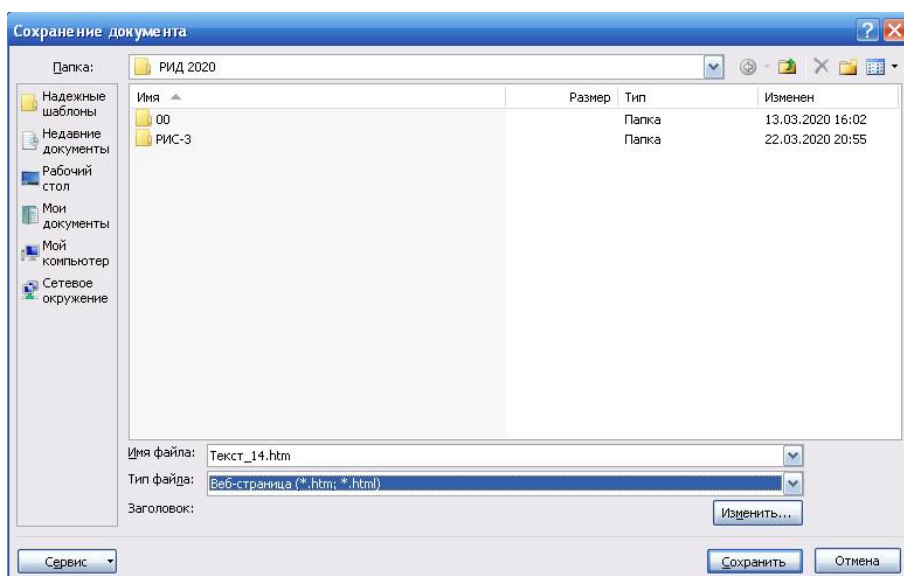 Сохранение документа
Папка: РИД 2020
Надежные
шаблоны
Недавние
документы
Рабочий
стол
Мои
документы
Мой
компьютер
Сетевое
окружение
Имя Размер Тип Изменен
00 Папка 13.03.2020 16:02
РИС-3 Папка 22.03.2020 20:55
Имя файла: Текст_14.htm
Тип файла: Веб-страница (*.htm; *.html)
Заголовок: Изменить...
Сервис Сохранить Отмена